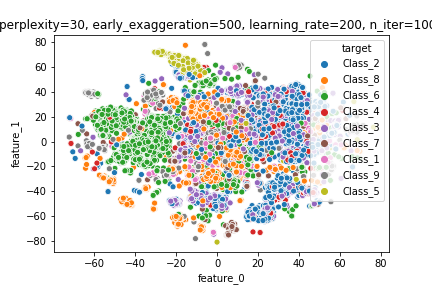 perplexity=30, early_exaggeration=500, learning_rate=200, n_iter=100
target
Class_2
Class_8
Class_6
Class_4
Class_3
Class_7
Class_1
Class_9
Class_5
feature_1
80
60
40
20
0
−20
−40
−60
−80
−60 −40 −20 0 20 40 60 80
feature_0